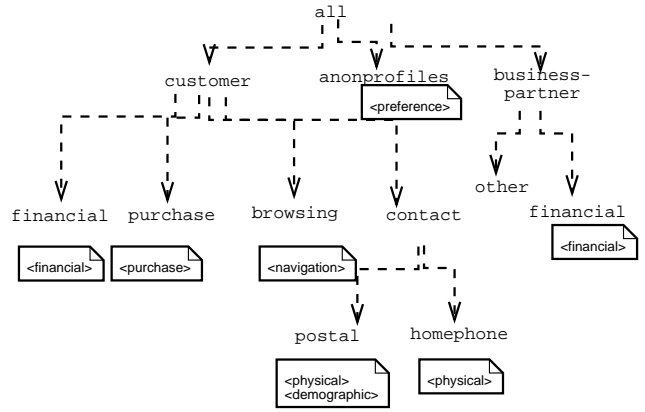 all
customer
anonprofiles
business-
partner
<preference>
other
financial
purchase
browsing
contact
financial
<financial>
<purchase>
<navigation>
<financial>
postal
homephone
<physical>
<demographic>
<physical>